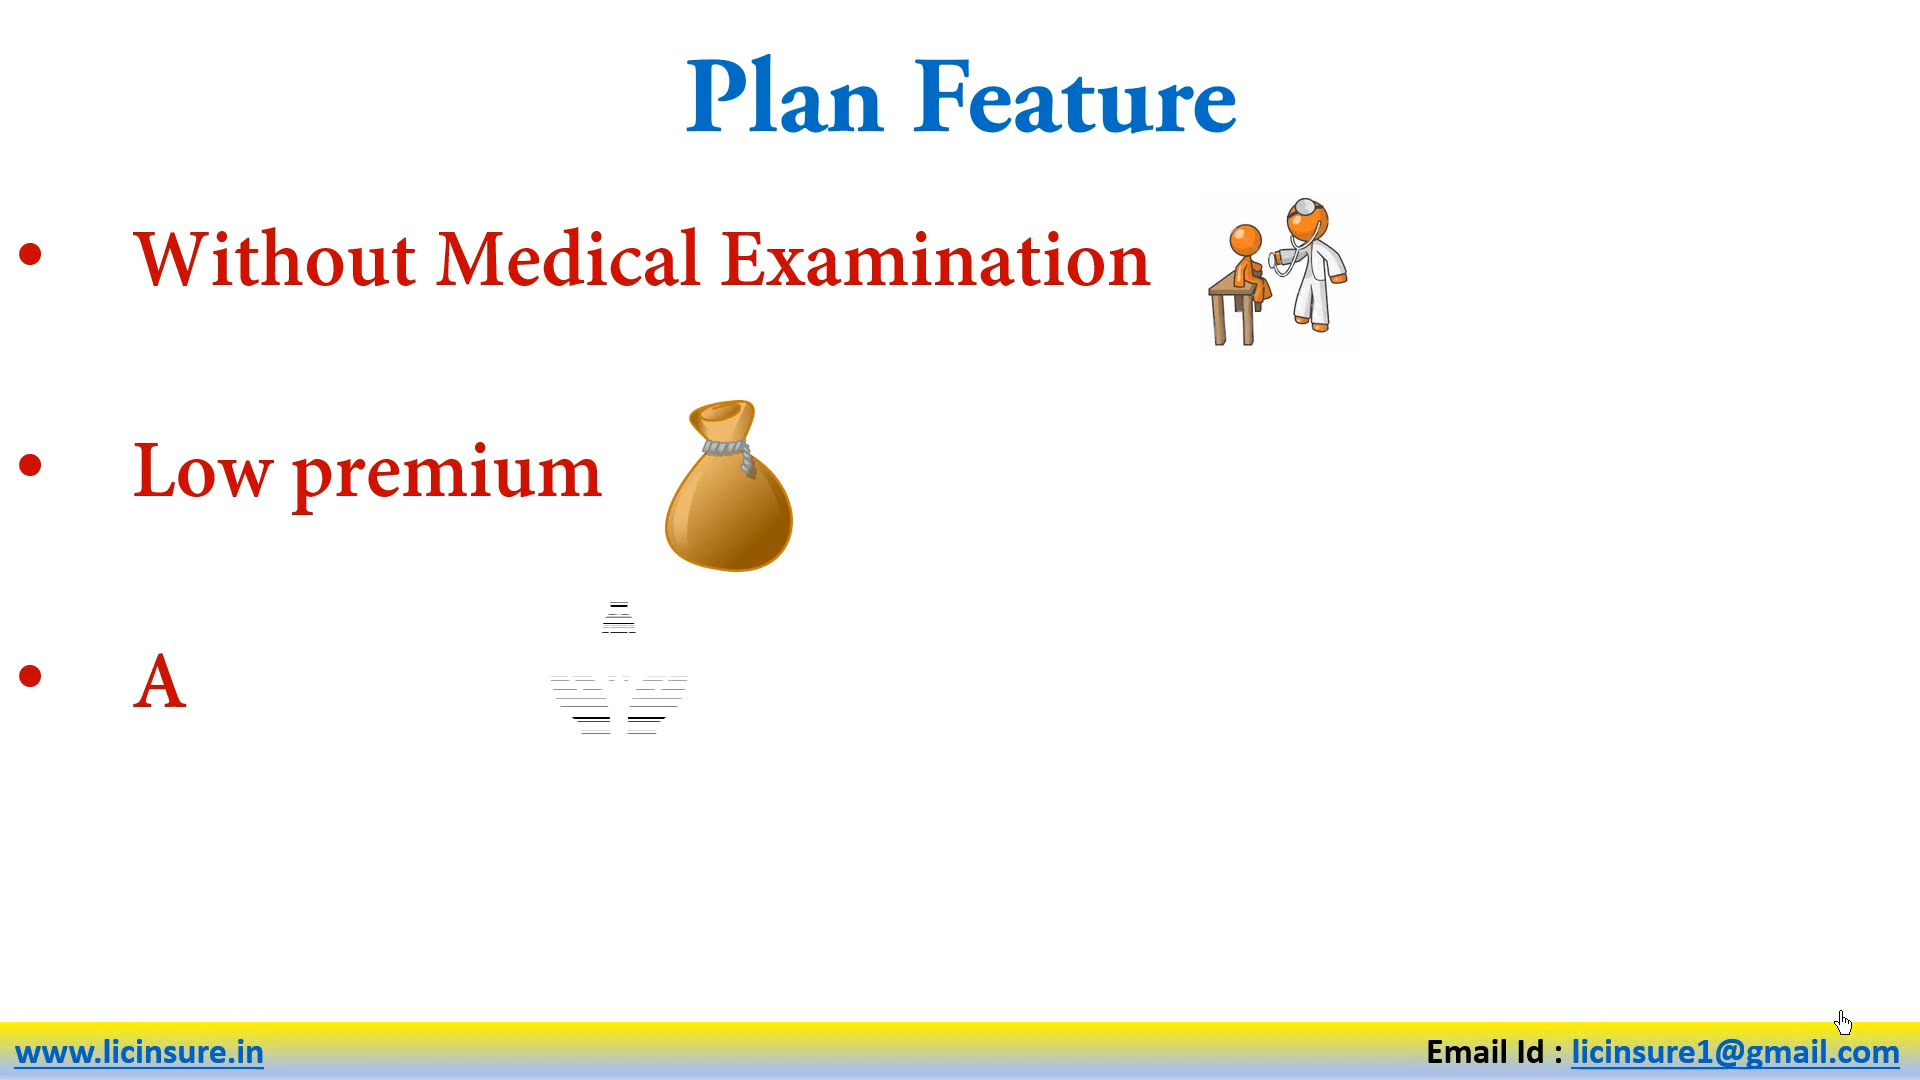 Plan Feature
• Without Medical Examination
• Low premium
• A
www.licinsure.in
Email Id : licinsure1@gmail.com